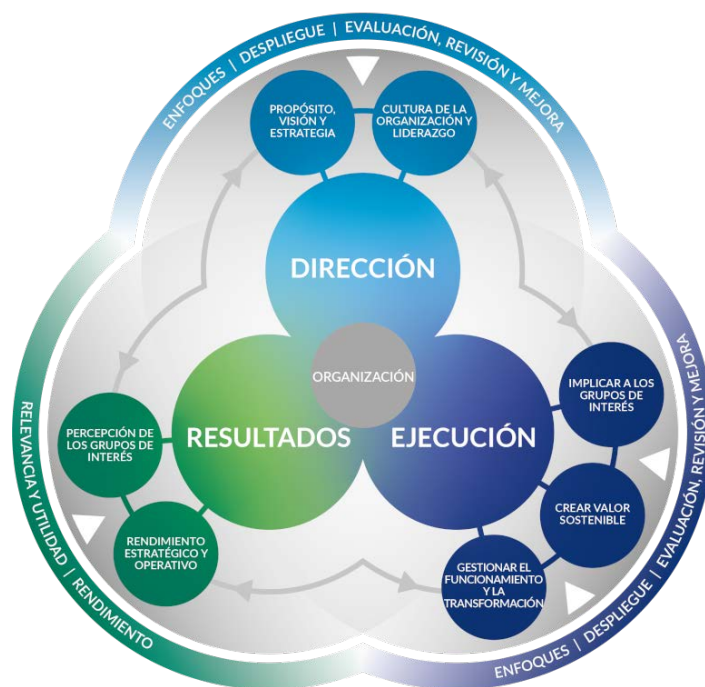 ENFOQUES | DESPLIEGUE | EVALUACIÓN, REVISIÓN Y MEJORA
PROPÓSITO,
VISIÓN Y
ESTRATEGIA
CULTURA DE LA
ORGANIZACIÓN Y
LIDERAZGO
DIRECCIÓN
ORGANIZACIÓN
RESULTADOS
EJECUCIÓN
PERCEPCIÓN DE
LOS GRUPOS DE
INTERÉS
RENDIMIENTO
ESTRATÉGICO Y
OPERATIVO
RELEVANCIA Y UTILIDAD | RENDIMIENTO
IMPLICAR A LOS
GRUPOS DE
INTERÉS
CREAR VALOR
SOSTENIBLE
GESTIONAR EL
FUNCIONAMIENTO
Y LA
TRANSFORMACIÓN
ENFOQUES | DESPLIEGUE | EVALUACIÓN, REVISIÓN Y MEJORA